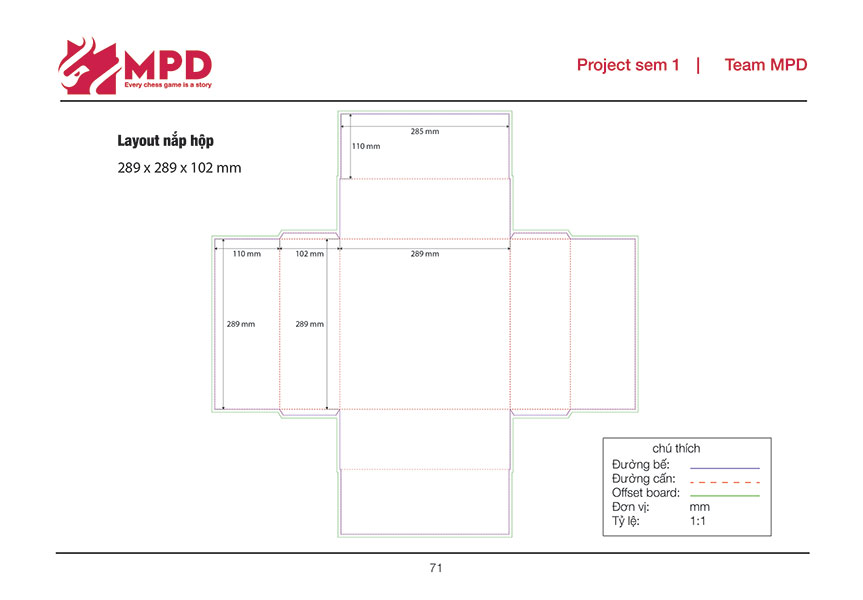 MPD
Every chess game is a story
Project sem 1 | Team MPD
Layout nắp hộp
289 x 289 x 102 mm
285 mm
110 mm
110 mm
102 mm
289 mm
289 mm
289 mm
chú thích
Đường bế:
Đường cấn:
Offset board:
Đơn vị: mm
Tỷ lệ: 1:1
71